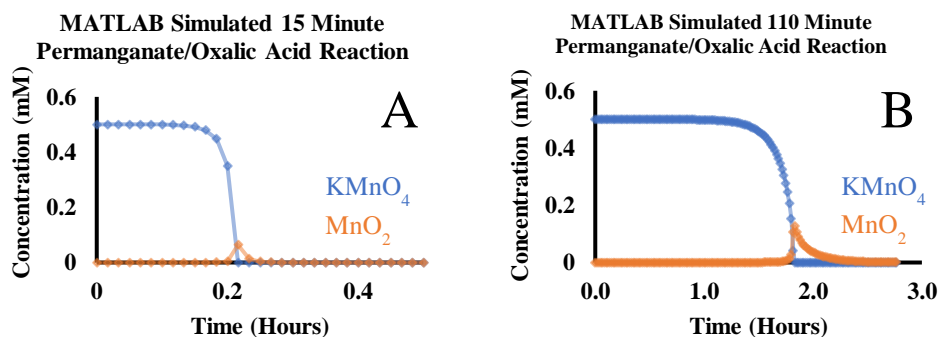 MATLAB Simulated 15 Minute
Permanganate/Oxalic Acid Reaction
Concentration (mM)
0.6
0.4
0.2
0
0
0.2
0.4
Time (Hours)
A
KMnO4
MnO2
MATLAB Simulated 110 Minute
Permanganate/Oxalic Acid Reaction
Concentration (mM)
0.6
0.4
0.2
0
0.0
1.0
2.0
3.0
Time (Hours)
B
KMnO4
MnO2